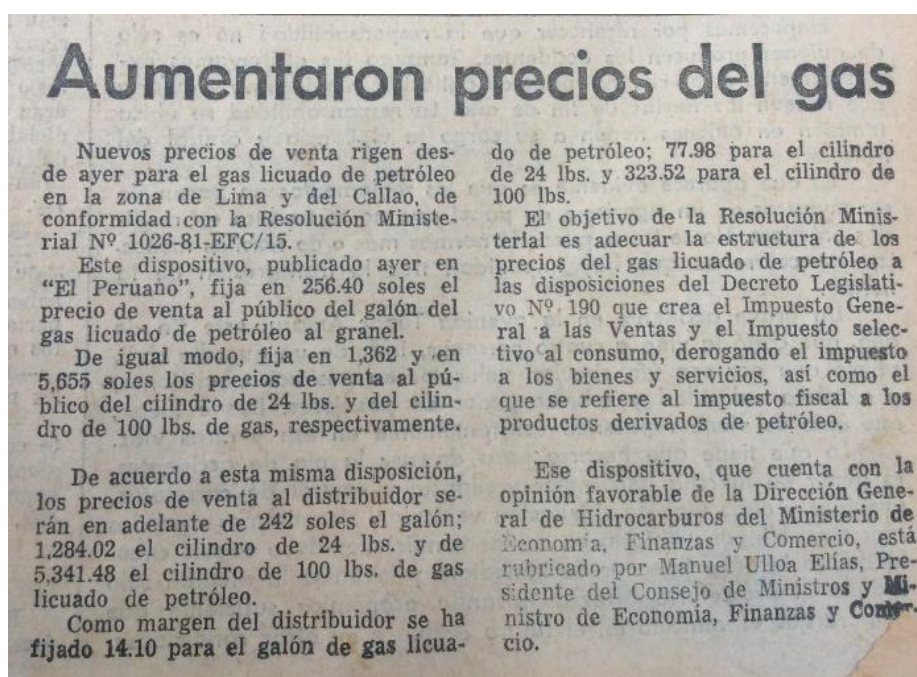 Aumentaron precios del gas
Nuevos precios de venta rigen des-
de ayer para el gas licuado de petróleo
en la zona de Lima y del Callao, de
conformidad con la Resolución Ministe-
rial Nº 1026-81-EFC/15.
Este dispositivo, publicado ayer en
"El Peruano", fija en 256.40 soles el
precio de venta al público del galón del
gas licuado de petróleo al granel.
De igual modo, fija en 1,362 y en
5,655 soles los precios de venta al pú-
blico del cilindro de 24 lbs. y del cilin-
dro de 100 lbs. de gas, respectivamente.
De acuerdo a esta misma disposición,
los precios de venta al distribuidor se-
rán en adelante de 242 soles el galón;
1,284.02 el cilindro de 24 lbs. y de
5,341.48 el cilindro de 100 lbs. de gas
licuado de petróleo.
Como margen del distribuidor se ha
fijado 14.10 para el galón de gas licua-
do de petróleo; 77.98 para el cilindro
de 24 lbs. y 323.52 para el cilindro de
100 lbs.
El objetivo de la Resolución Minis-
terial es adecuar la estructura de los
precios del gas licuado de petróleo a
las disposiciones del Decreto Legislati-
vo Nº 190 que crea el Impuesto Gene-
ral a las Ventas y el Impuesto selec-
tivo al consumo, derogando el impuesto
a los bienes y servicios, así como el
que se refiere al impuesto fiscal a los
productos derivados de petróleo.
Ese dispositivo, que cuenta con la
opinión favorable de la Dirección Gene-
ral de Hidrocarburos del Ministerio de
Economía, Finanzas y Comercio, está
rubricado por Manuel Ulloa Elías, Pre-
sidente del Consejo de Ministros y Mi-
nistro de Economía, Finanzas y Comer-
cio.